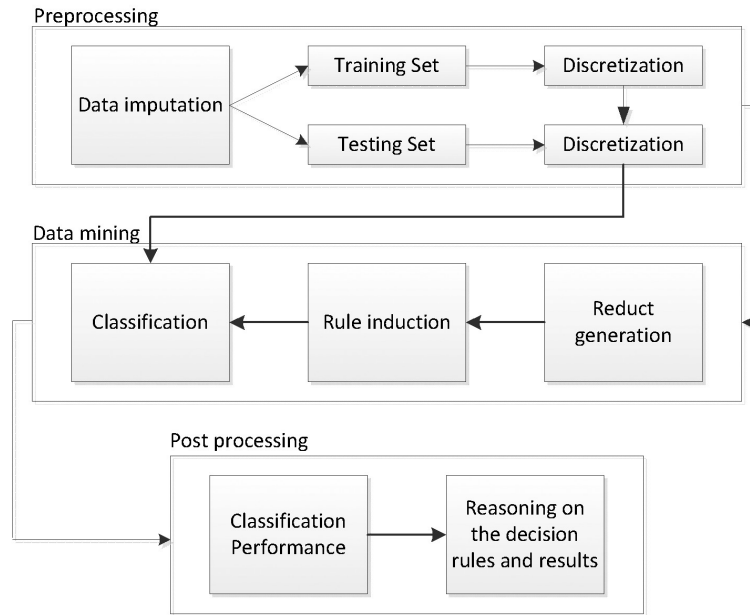 Preprocessing
Data imputation
Training Set
Discretization
Testing Set
Discretization
Data mining
Classification
Rule induction
Reduct
generation
Post processing
Classification
Performance
Reasoning on
the decision
rules and results